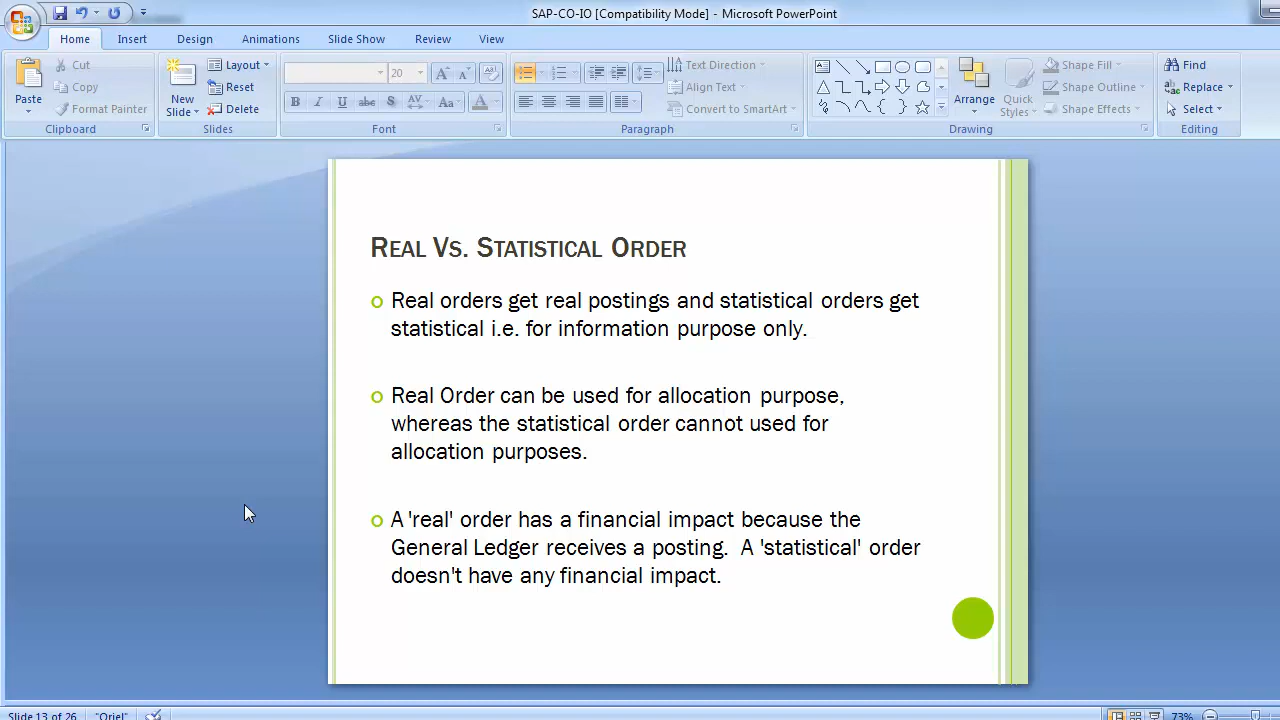 SAP-CO-IO [Compatibility Mode] - Microsoft PowerPoint
Home Insert Design Animations Slide Show Review View
Paste
Cut
Copy
Format Painter
Clipboard
New Slide
Layout
Reset
Delete
Slides
20
Font
Text Direction
Align Text
Convert to SmartArt
Paragraph
Arrange
Quick Styles
Shape Fill
Shape Outline
Shape Effects
Drawing
Find
Replace
Select
Editing
REAL VS. STATISTICAL ORDER
Real orders get real postings and statistical orders get
statistical i.e. for information purpose only.
Real Order can be used for allocation purpose,
whereas the statistical order cannot used for
allocation purposes.
A 'real' order has a financial impact because the
General Ledger receives a posting. A 'statistical' order
doesn't have any financial impact.
Slide 13 of 26 "Oriel" 73%